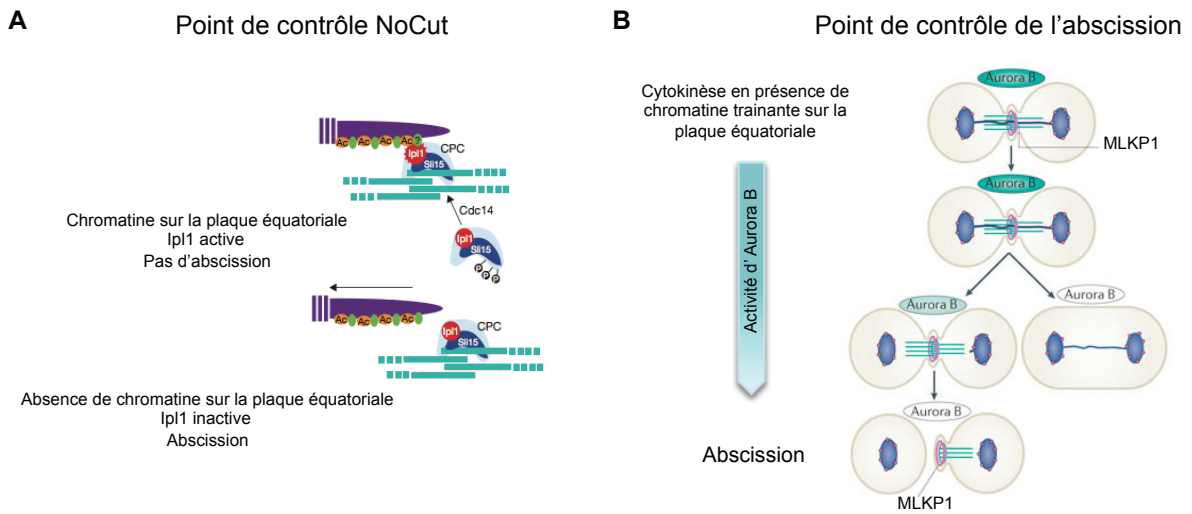 A
Point de contrôle NoCut
Ac Ac Ac Ac ?
Ipl1
CPC
Sli15
Cdc14
Chromatine sur la plaque équatoriale
Ipl1 active
Pas d'abscission
Ipl1
Sli15
P P P
Ac Ac Ac Ac
Ipl1
CPC
Sli15
Absence de chromatine sur la plaque équatoriale
Ipl1 inactive
Abscission
B
Point de contrôle de l'abscission
Cytokinèse en présence de
chromatine trainante sur la
plaque équatoriale
Aurora B
MLKP1
Aurora B
Activité d' Aurora B
Aurora B
Aurora B
Aurora B
Abscission
MLKP1